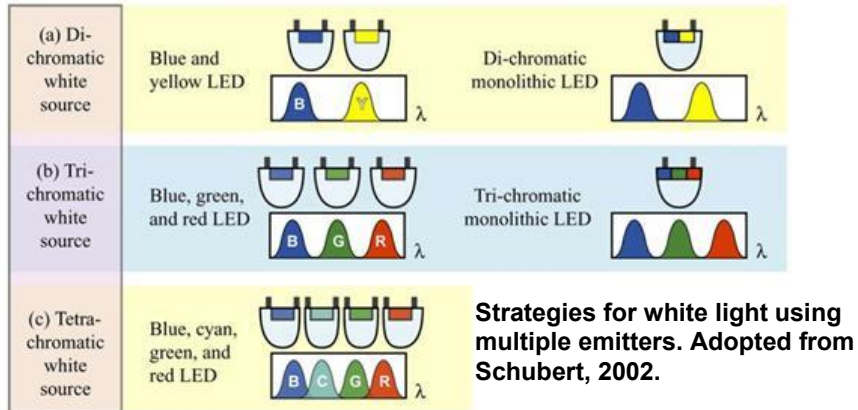 (a) Di-
chromatic
white
source
Blue and
yellow LED
B Y
λ
Di-chromatic
monolithic LED
λ
(b) Tri-
chromatic
white
source
Blue, green,
and red LED
B G R
λ
Tri-chromatic
monolithic LED
λ
(c) Tetra-
chromatic
white
source
Blue, cyan,
green, and
red LED
B C G R
λ
Strategies for white light using
multiple emitters. Adopted from
Schubert, 2002.